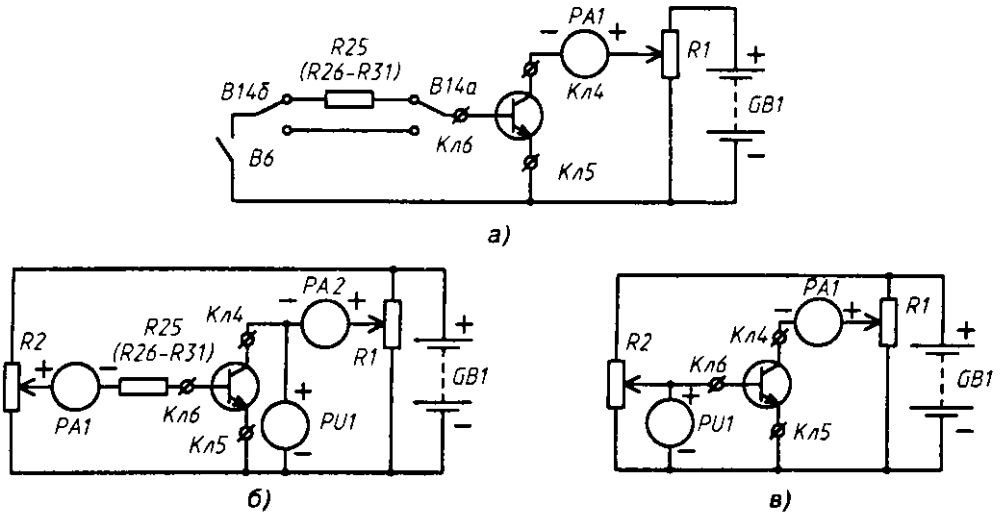 PA1
- +
R25
(R26-R31)
R1
+
B14б
B14а
Кл4
GB1
Кл6
B6
Кл5
-
а)
PA2
- +
Кл4
R25
(R26-R31)
R2
+ -
R1
+
GB1
Кл6
PA1
+
PU1
Кл5
-
-
б)
PA1
- +
R1
Кл4
R2
Кл6
+
GB1
+
PU1
-
Кл5
-
в)